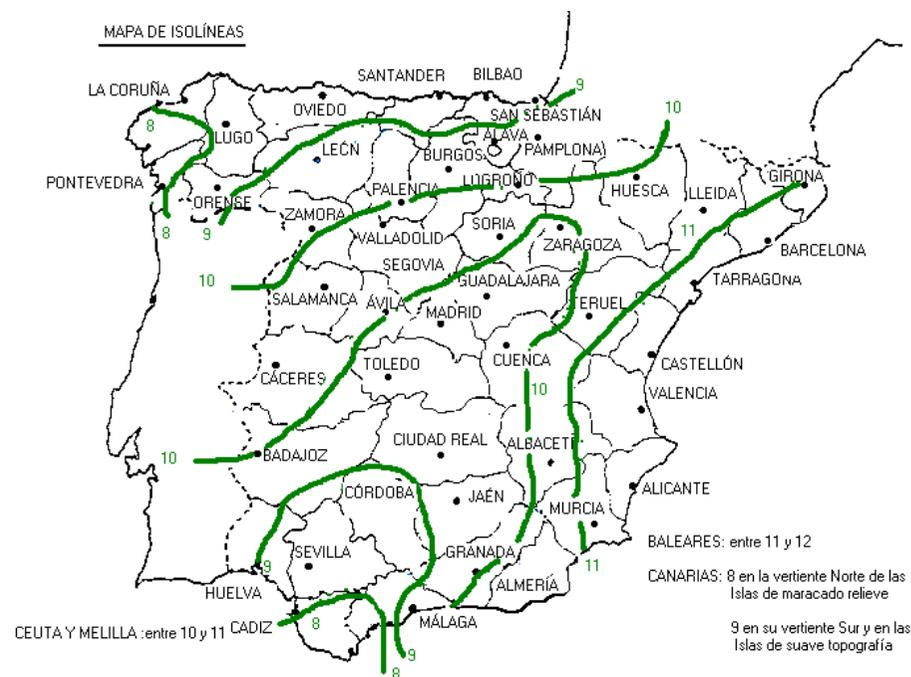 MAPA DE ISOLÍNEAS
SANTANDER
BILBAO
9
LA CORUÑA
OVIEDO
SAN SEBASTIÁN
10
8
LUGO
ÁLAVA
LEČN
BURGOS
PAMPLONA)
PONTEVEDRA
ORENSE
PALENCIA
LOGROÑO
HUESCA
LLEIDA
GIRONA
ZAMORA
8
9
VALLADOLID
SORIA
ZARAGOZA
11
BARCELONA
SEGOVIA
10
SALAMANCA
ÁVILA
GUADALAJARA
TERUEL
TARRAGONA
MADRID
CÁCERES
TOLEDO
CUENCA
CASTELLÓN
10
VALENCIA
10
BADAJOZ
CIUDAD REAL
ALBACETE
CÓRDOBA
JAÉN
ALICANTE
MURCIA
SEVILLA
GRANADA
BALEARES: entre 11 y 12
9
11
HUELVA
ALMERÍA
CANARIAS: 8 en la vertiente Norte de las
Islas de maracado relieve
CEUTA Y MELILLA :entre 10 y 11
CADIZ
8
MÁLAGA
9 en su vertiente Sur y en las
Islas de suave topografía
9
8